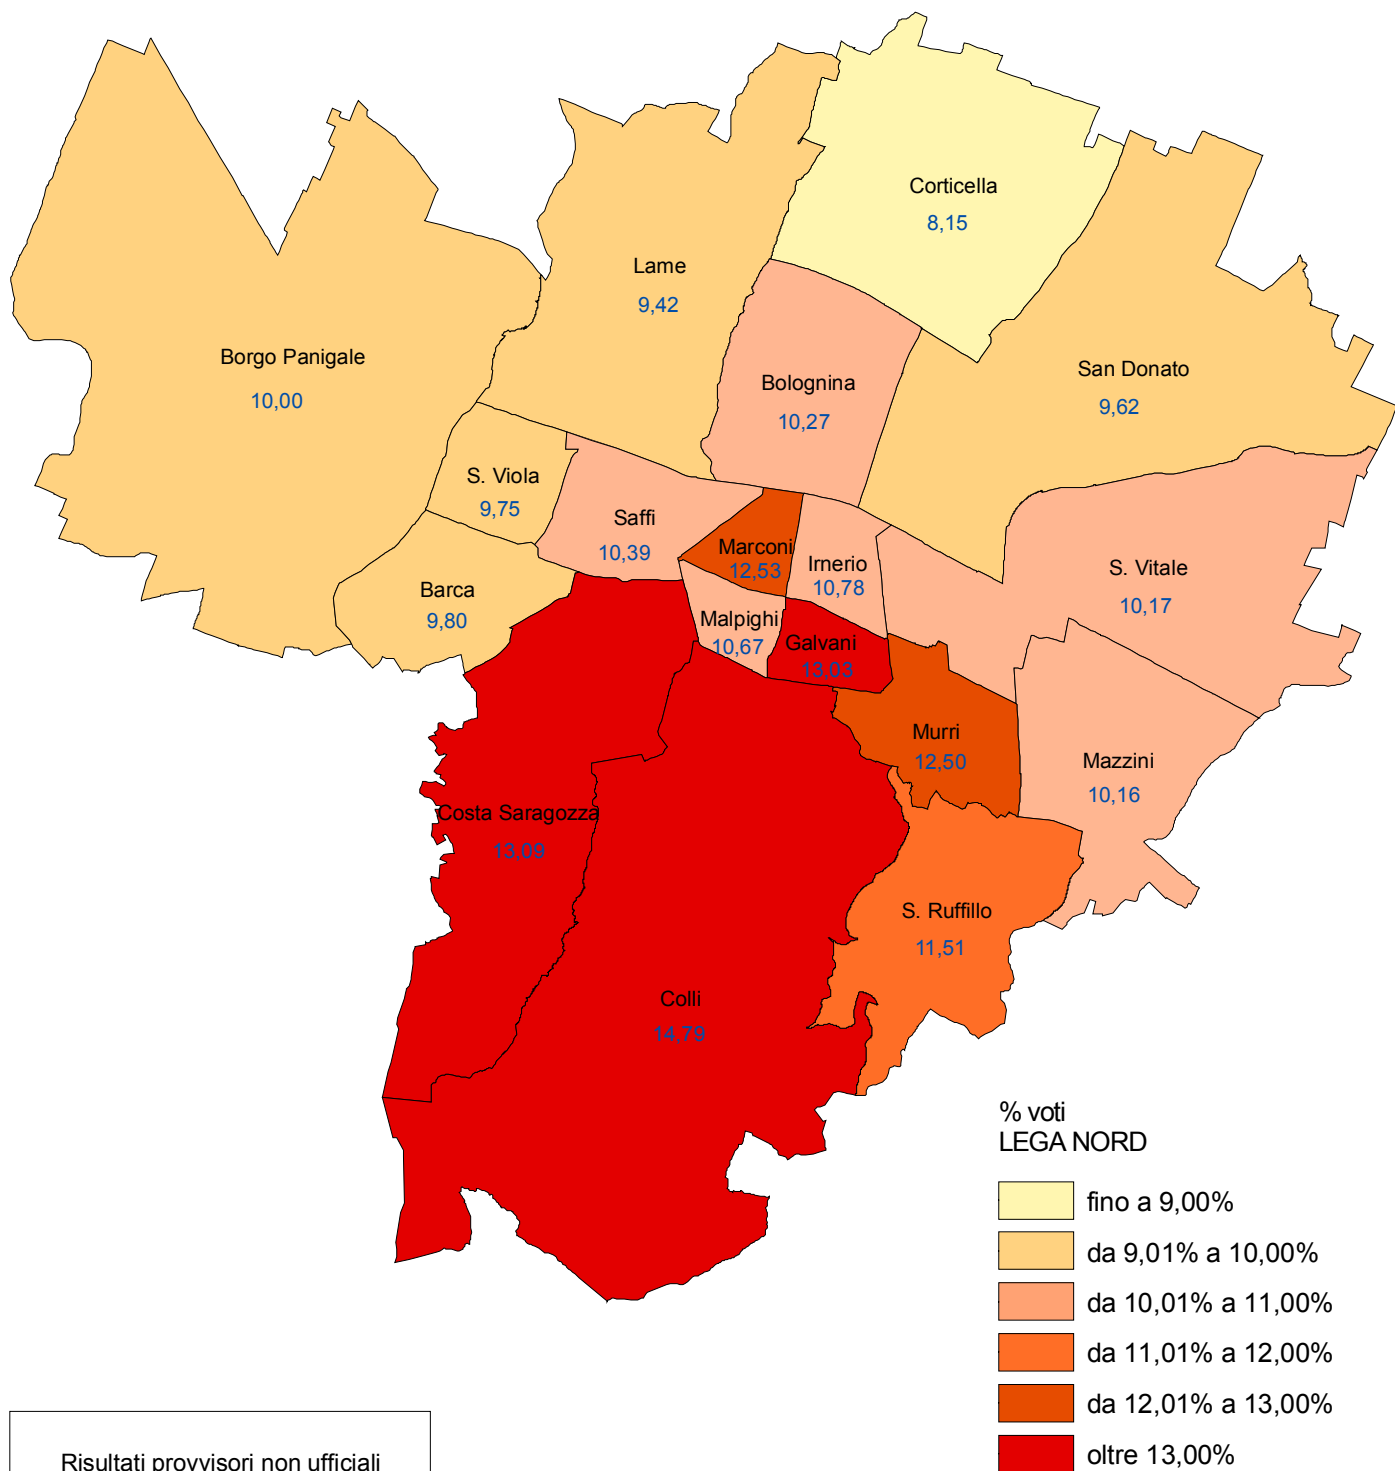 Corticella
8,15
Lame
9,42
Borgo Panigale
10,00
San Donato
9,62
Bolognina
10,27
S. Viola
9,75
Saffi
10,39
Marconi
12,53
Irnerio
10,78
S. Vitale
10,17
Barca
9,80
Malpighi
10,67
Galvani
13,03
Murri
12,50
Mazzini
10,16
Costa Saragozza
13,09
S. Ruffillo
11,51
Colli
14,79
% voti
LEGA NORD
fino a 9,00%
da 9,01% a 10,00%
da 10,01% a 11,00%
da 11,01% a 12,00%
da 12,01% a 13,00%
oltre 13,00%
Risultati provvisori non ufficiali